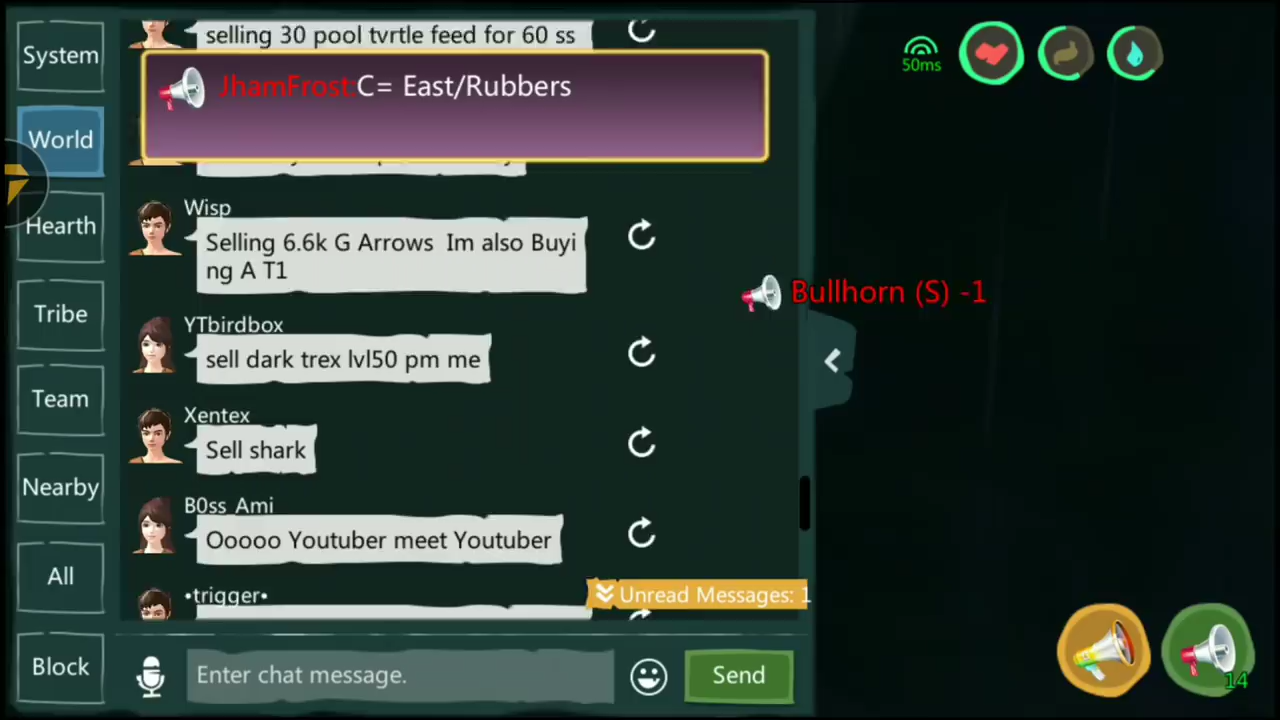 System
World
Hearth
Tribe
Team
Nearby
All
Block
selling 30 pool tvrtle feed for 60 ss
JhamFrost:C= East/Rubbers
Wisp
Selling 6.6k G Arrows Im also Buyi
ng A T1
YTbirdbox
sell dark trex lvl50 pm me
Xentex
Sell shark
B0ss Ami
Ooooo Youtuber meet Youtuber
•trigger•
Unread Messages: 1
Enter chat message.
Send
50ms
Bullhorn (S) -1
14